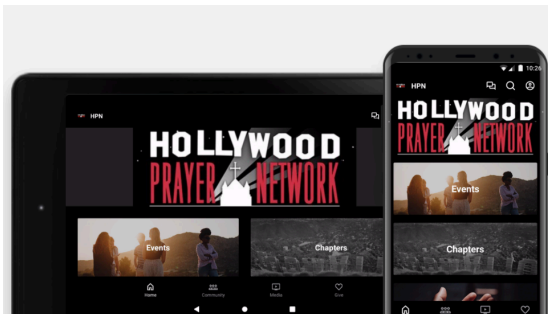 HPN
HOLLYWOOD
PRAYER NETWORK
Events
Chapters
Home
Community
Media
Give
10:26
HPN
HOLLYWOOD
PRAYER NETWORK
Events
Chapters